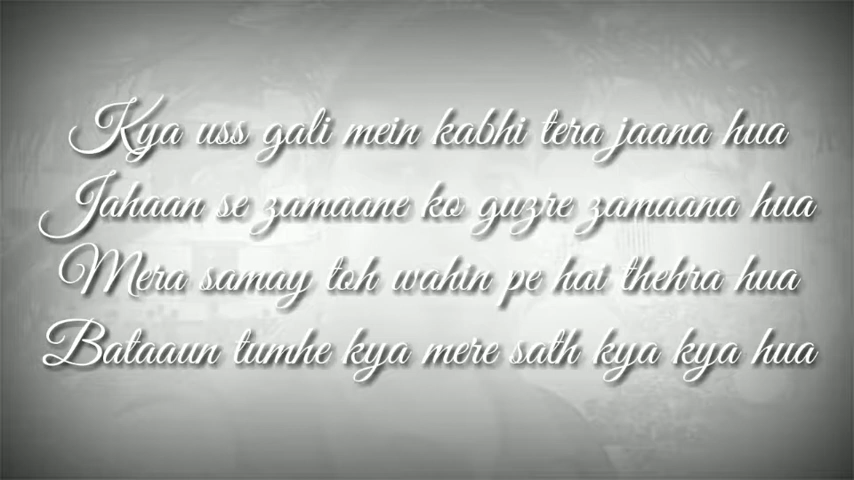 Kya uss gali mein kabhi tera jaana hua
Jahaan se zamaane ko guzre zamaana hua
Mera samay toh wahin pe hai thehra hua
Bataaun tumhe kya mere sath kya kya hua